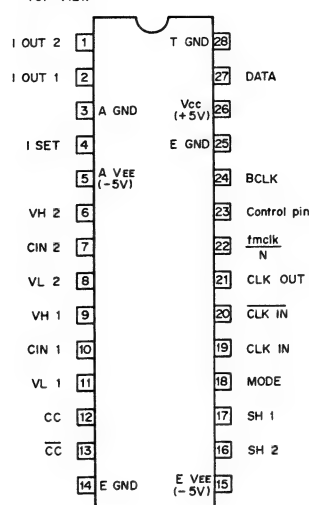 TOP VIEW
I OUT 2 1 T GND 28
I OUT 1 2 27 DATA
3 A GND Vcc (+5V) 26
I SET 4 E GND 25
5 A VEE (-5V) 24 BCLK
VH 2 6 23 Control pin
CIN 2 7 22 fmclk
N
VL 2 8 21 CLK OUT
VH 1 9 20 CLK IN
CIN 1 10 19 CLK IN
VL 1 11 18 MODE
CC 12 17 SH 1
CC 13 16 SH 2
14 E GND E VEE (-5V) 15